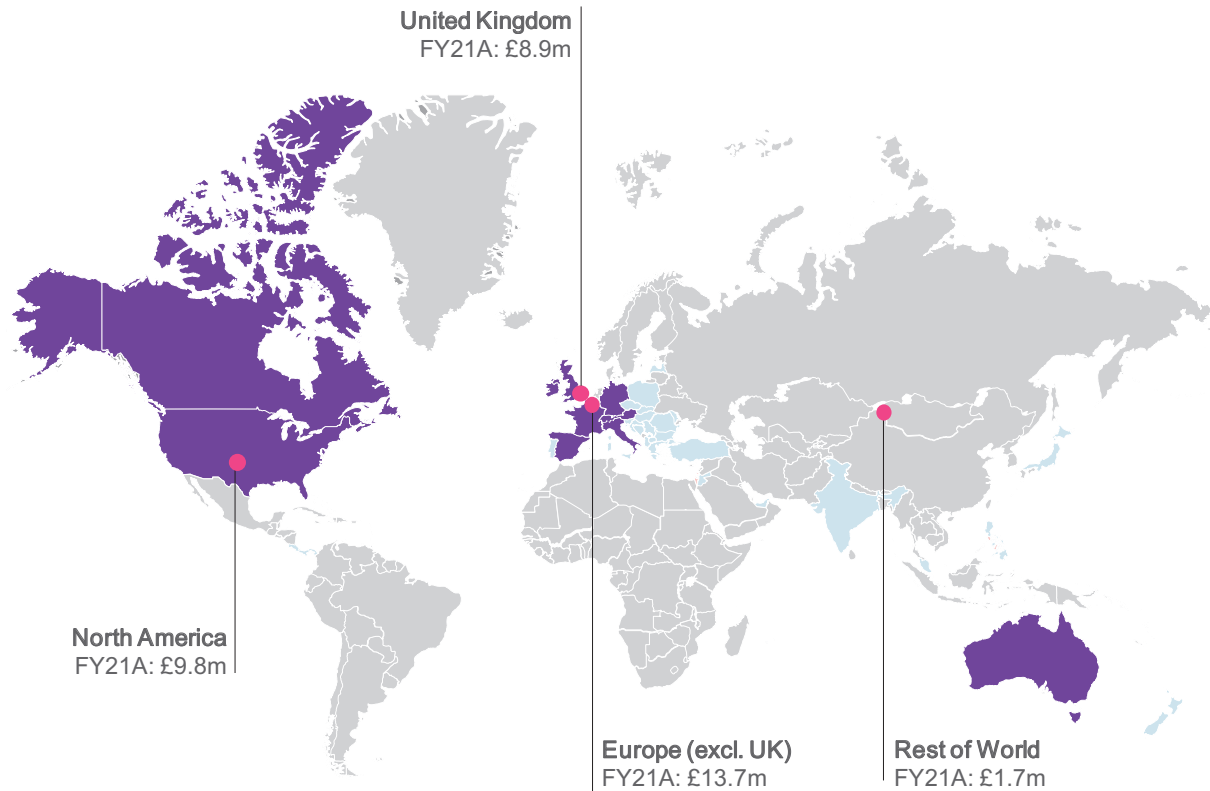 United Kingdom
FY21A: £8.9m
North America
FY21A: £9.8m
Europe (excl. UK)
FY21A: £13.7m
Rest of World
FY21A: £1.7m